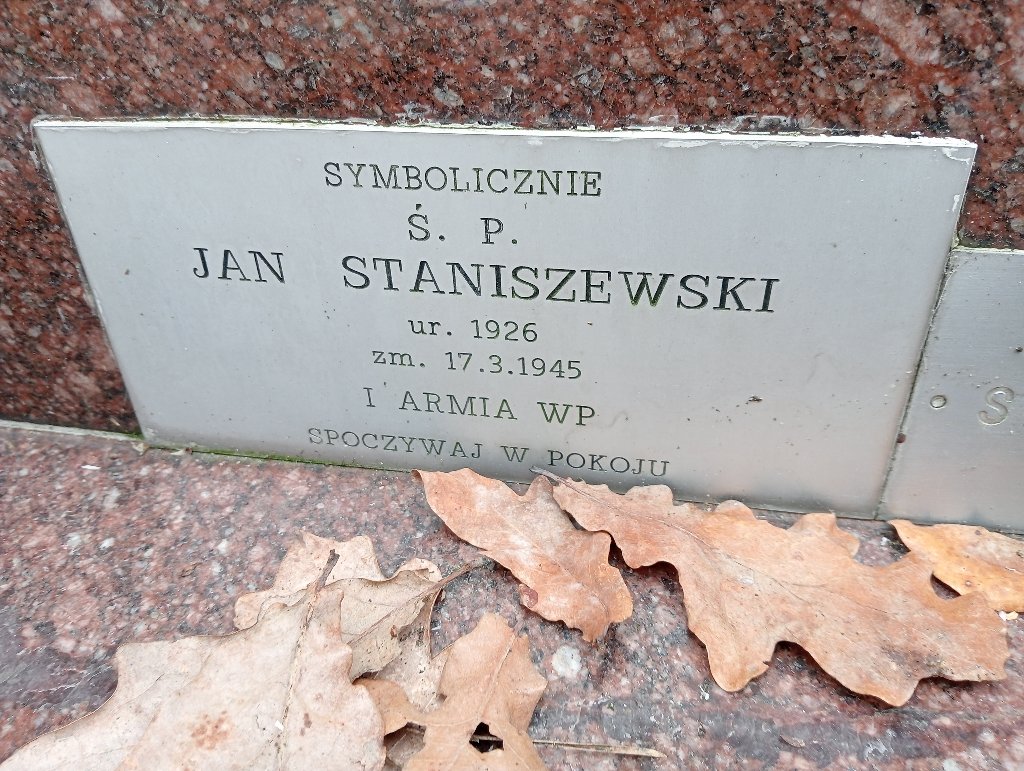 SYMBOLICZNIE
Ś. P.
JAN STANISZEWSKI
ur. 1926
zm. 17.3.1945
I ARMIA WP
SPOCZYWAJ W POKOJU
S